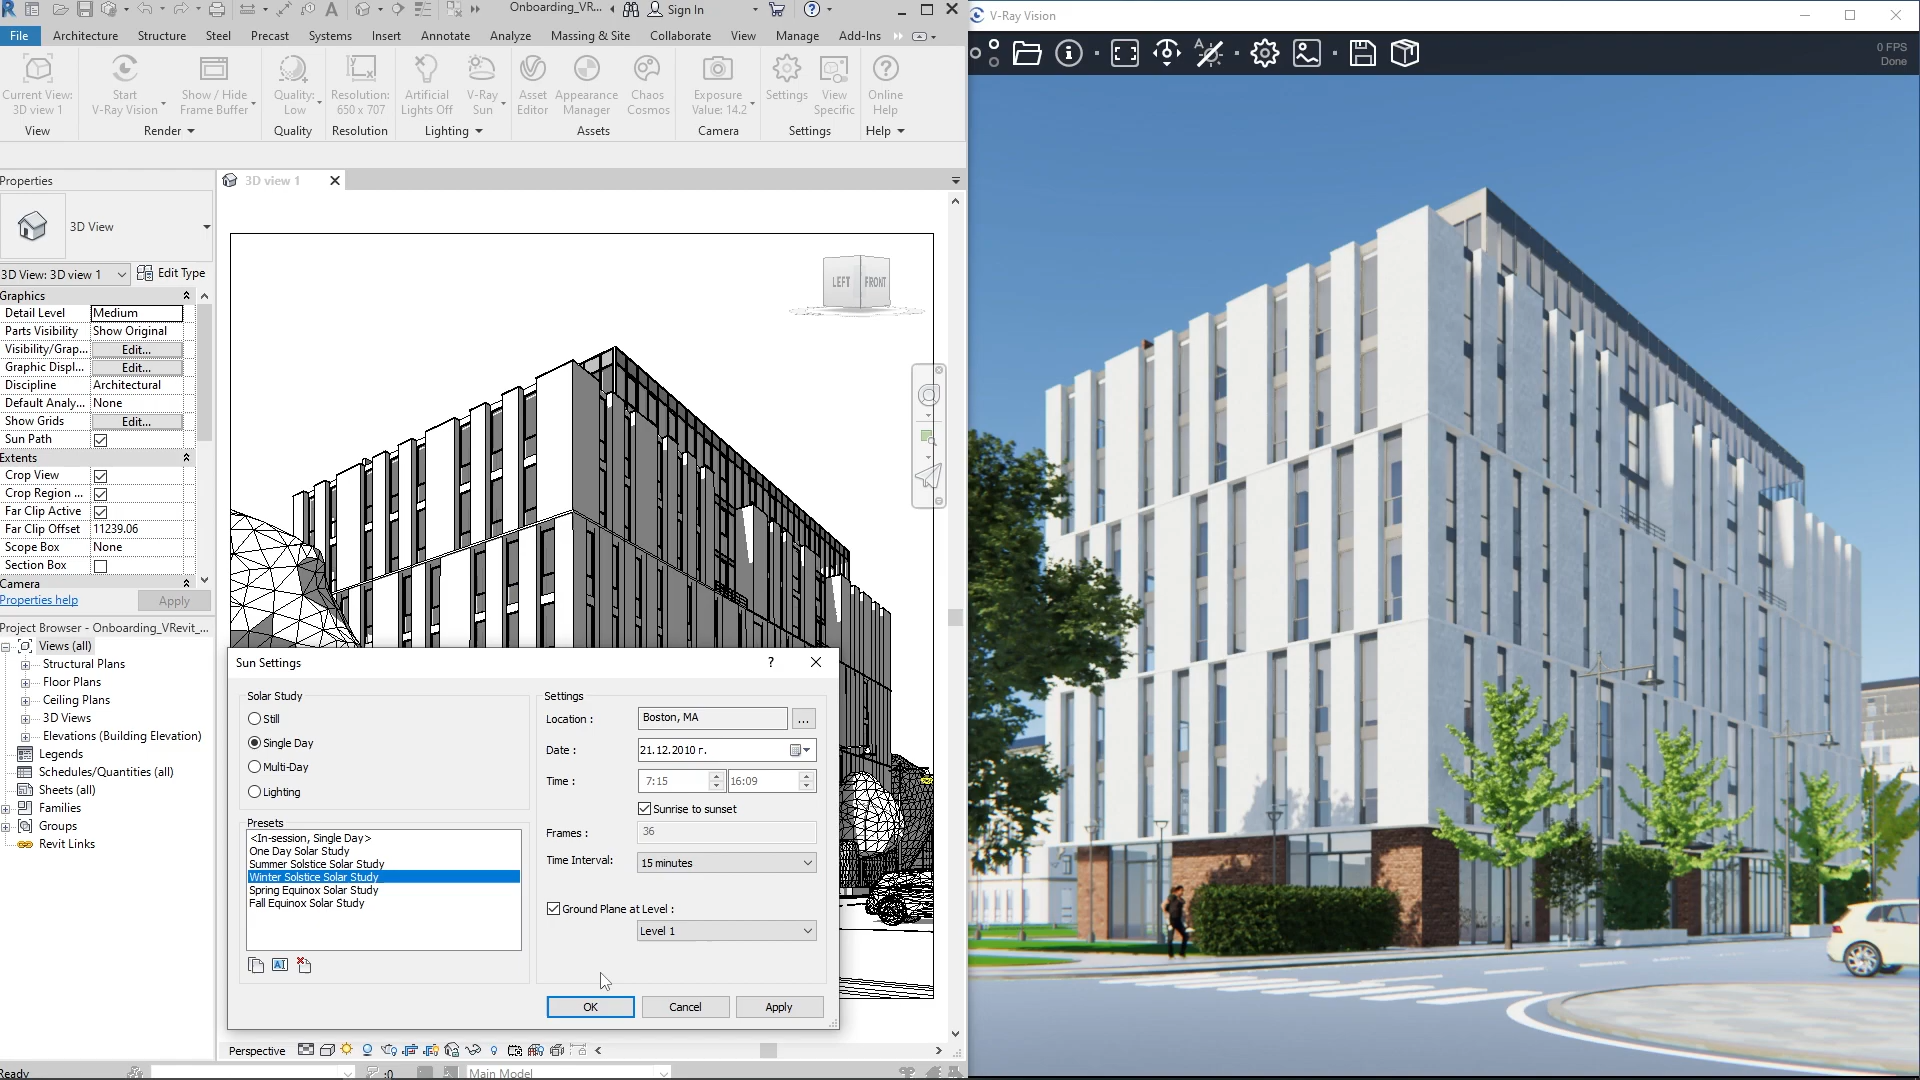 Onboarding_VR...
Sign In
File
Architecture
Structure
Steel
Precast
Systems
Insert
Annotate
Analyze
Massing & Site
Collaborate
View
Manage
Add-Ins
Current View:
3D view 1
Start
V-Ray Vision
Show / Hide
Frame Buffer
Quality:
Low
Resolution:
650 x 707
Artificial
Lights Off
V-Ray
Sun
Asset
Editor
Appearance
Manager
Chaos
Cosmos
Exposure
Value: 14.2
Settings
View
Specific
Online
Help
View
Render
Quality
Resolution
Lighting
Assets
Camera
Settings
Help
Properties
3D View
3D View: 3D view 1
Edit Type
Graphics
Detail Level
Medium
Parts Visibility
Show Original
Visibility/Grap...
Edit...
Graphic Displ...
Edit...
Discipline
Architectural
Default Analy...
None
Show Grids
Edit...
Sun Path
Extents
Crop View
Crop Region ...
Far Clip Active
Far Clip Offset
11239.06
Scope Box
None
Section Box
Camera
Properties help
Apply
Project Browser - Onboarding_VRevit_...
Views (all)
Structural Plans
Floor Plans
Ceiling Plans
3D Views
Elevations (Building Elevation)
Legends
Schedules/Quantities (all)
Sheets (all)
Families
Groups
Revit Links
3D view 1
LEFT
FRONT
Sun Settings
?
Solar Study
Still
Single Day
Multi-Day
Lighting
Presets
<In-session, Single Day>
One Day Solar Study
Summer Solstice Solar Study
Winter Solstice Solar Study
Spring Equinox Solar Study
Fall Equinox Solar Study
Settings
Location :
Boston, MA
...
Date :
21.12.2010 г.
Time :
7:15
16:09
Sunrise to sunset
Frames :
36
Time Interval:
15 minutes
Ground Plane at Level :
Level 1
OK
Cancel
Apply
Perspective
Ready
:0
Main Model
V-Ray Vision
0 FPS
Done